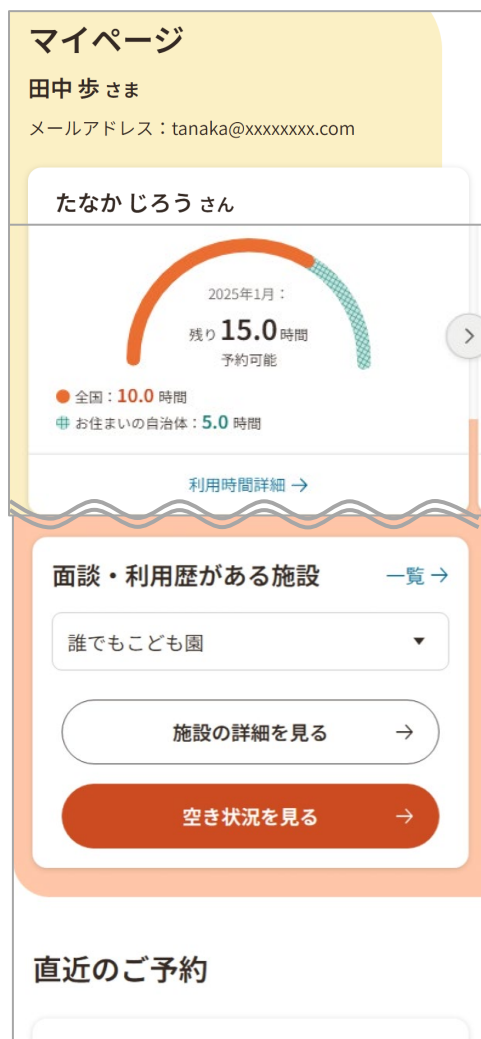 マイページ
田中 歩 さま
メールアドレス：tanaka@xxxxxxxx.com
たなか じろう さん
2025年1月：
残り 15.0 時間
予約可能
全国：10.0 時間
お住まいの自治体：5.0 時間
利用時間詳細 →
面談・利用歴がある施設 一覧 →
誰でもこども園
施設の詳細を見る →
空き状況を見る →
直近のご予約